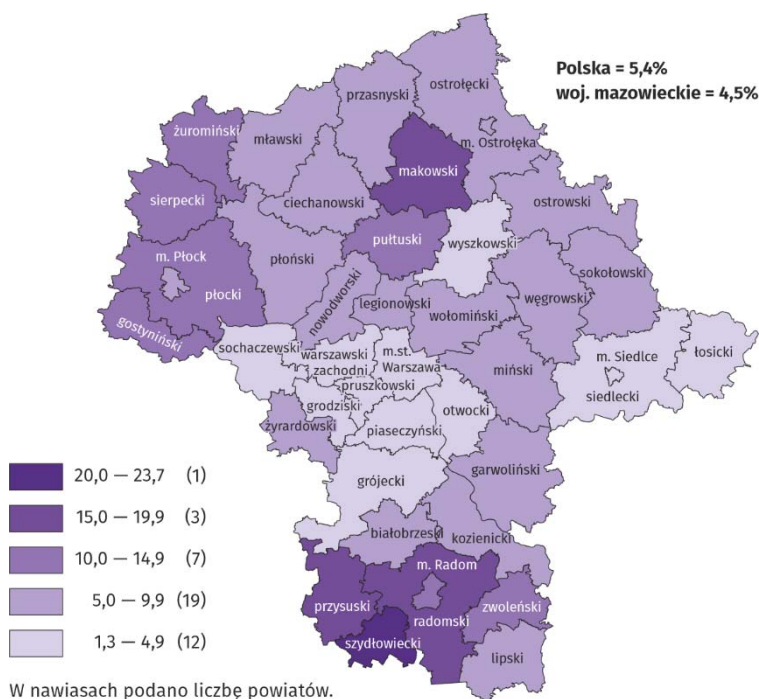 Polska = 5,4%
woj. mazowieckie = 4,5%
ostrołęcki
przasnyski
m. Ostrołęka
żuromiński
mławski
makowski
ciechanowski
sierpecki
ostrowski
pułtuski
wyszkowski
płoński
m. Płock
płocki
sokołowski
węgrowski
nowodworski
legionowski
wołomiński
gostyniński
sochaczewski
warszawski
zachodni
m.st.
Warszawa
pruszkowski
miński
m. Siedlce
siedlecki
łosicki
grodziski
otwocki
żyrardowski
piaseczyński
garwoliński
grójecki
białobrzeski
kozienicki
m. Radom
przysuski
radomski
zwoleński
szydłowiecki
lipski
20,0 — 23,7 (1)
15,0 — 19,9 (3)
10,0 — 14,9 (7)
5,0 — 9,9 (19)
1,3 — 4,9 (12)
W nawiasach podano liczbę powiatów.